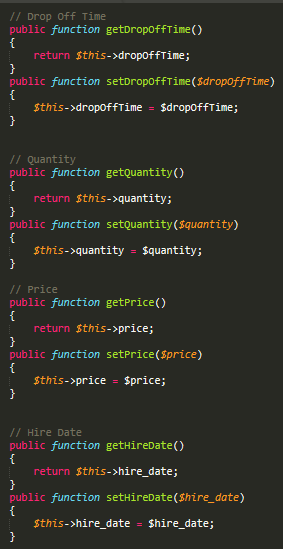 // Drop Off Time
public function getDropOffTime()
{
return $this->dropOffTime;
}
public function setDropOffTime($dropOffTime)
{
$this->dropOffTime = $dropOffTime;
}
// Quantity
public function getQuantity()
{
return $this->quantity;
}
public function setQuantity($quantity)
{
$this->quantity = $quantity;
}
// Price
public function getPrice()
{
return $this->price;
}
public function setPrice($price)
{
$this->price = $price;
}
// Hire Date
public function getHireDate()
{
return $this->hire_date;
}
public function setHireDate($hire_date)
{
$this->hire_date = $hire_date;
}